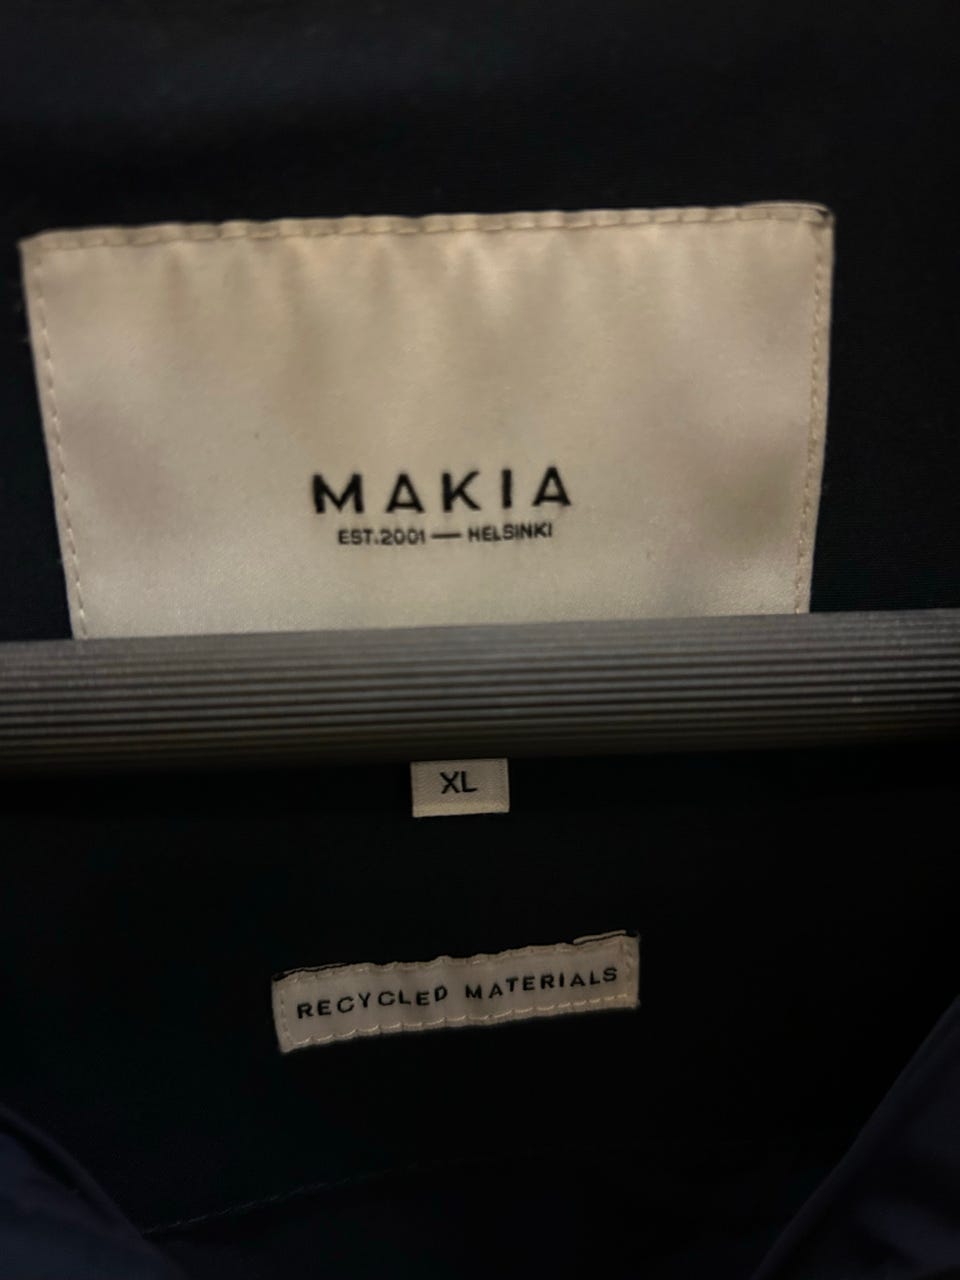 MAKIA
EST.2001 — HELSINKI
XL
RECYCLED MATERIALS